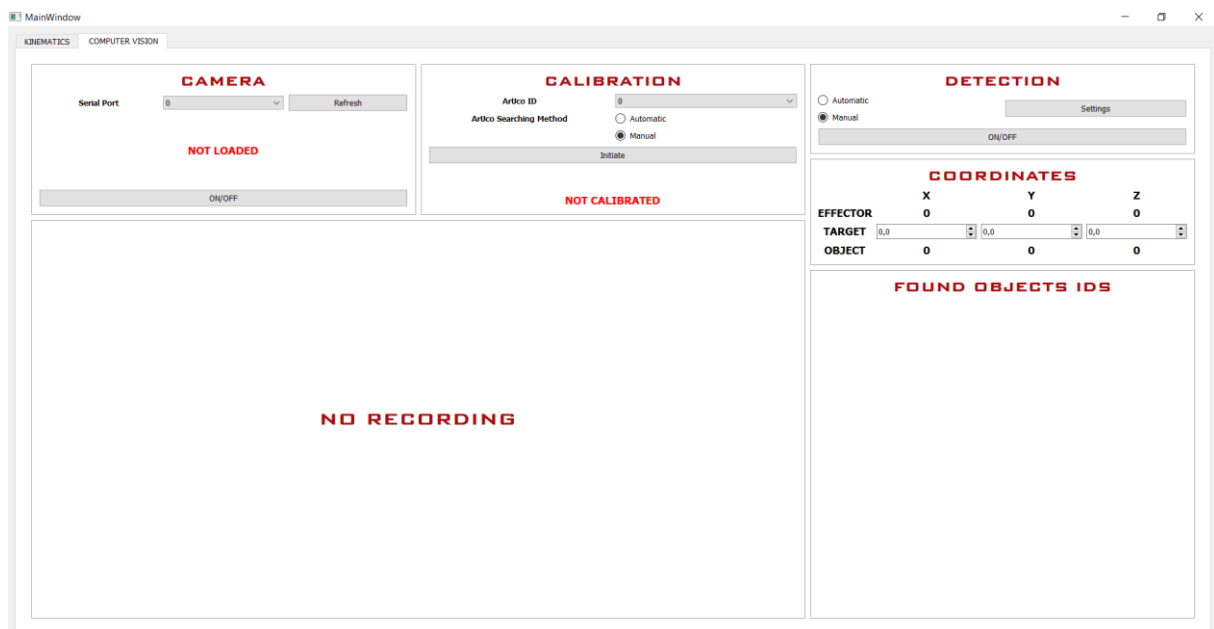 MainWindow
KINEMATICS COMPUTER VISION
CAMERA
Serial Port 0 Refresh
NOT LOADED
ON/OFF
CALIBRATION
ArUco ID 0
ArUco Searching Method Automatic
Manual
Initiate
NOT CALIBRATED
DETECTION
Automatic
Manual
Settings
ON/OFF
COORDINATES
X Y Z
EFFECTOR 0 0 0
TARGET 0,0 0,0 0,0
OBJECT 0 0 0
NO RECORDING
FOUND OBJECTS IDS